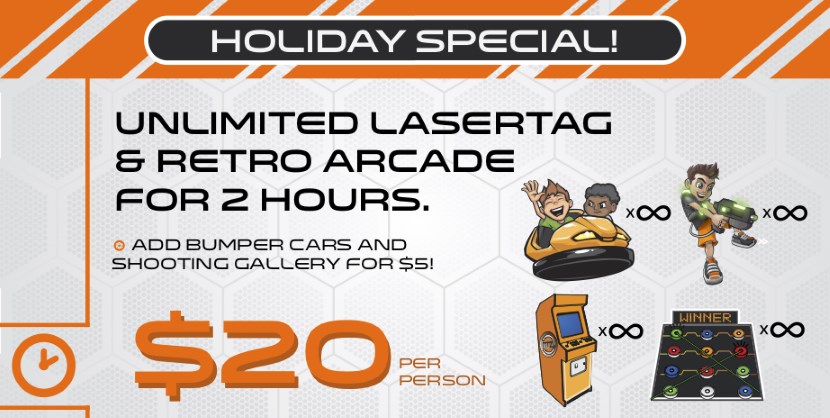 HOLIDAY SPECIAL!
UNLIMITED LASERTAG
& RETRO ARCADE
FOR 2 HOURS.
ADD BUMPER CARS AND
SHOOTING GALLERY FOR $5!
x∞
x∞
$20
PER
PERSON
x∞
WINNER
x∞